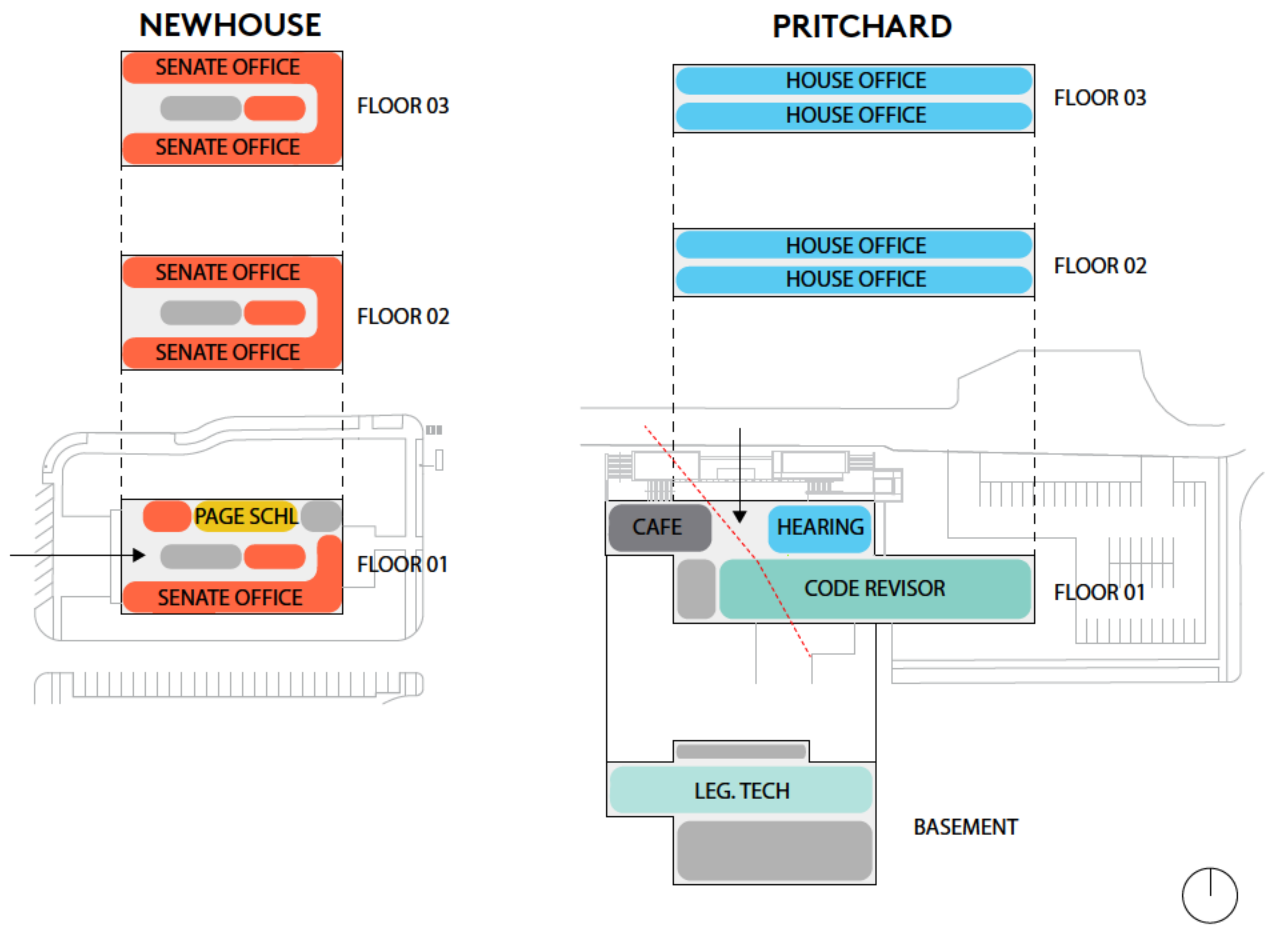 NEWHOUSE
SENATE OFFICE
FLOOR 03
SENATE OFFICE
SENATE OFFICE
FLOOR 02
SENATE OFFICE
PAGE SCHL
FLOOR 01
SENATE OFFICE
PRITCHARD
HOUSE OFFICE
FLOOR 03
HOUSE OFFICE
HOUSE OFFICE
FLOOR 02
HOUSE OFFICE
CAFE
HEARING
CODE REVISOR
FLOOR 01
LEG. TECH
BASEMENT